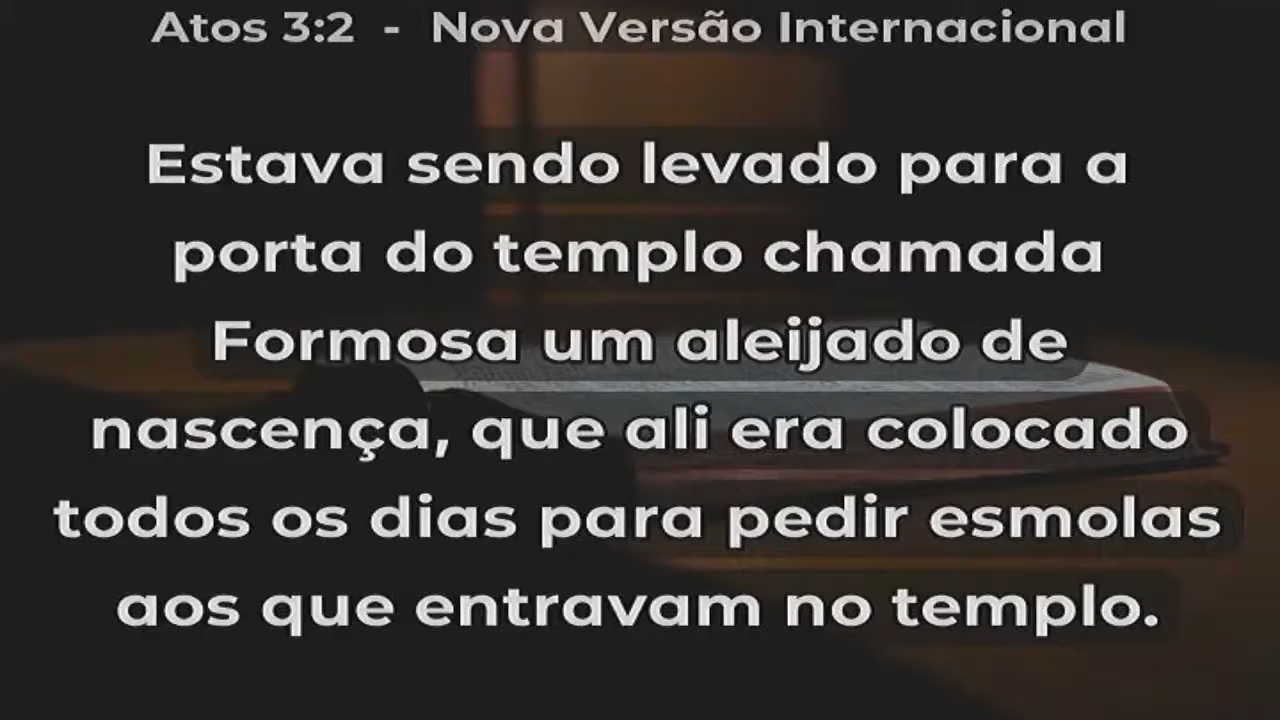 Atos 3:2 - Nova Versão Internacional
Estava sendo levado para a
porta do templo chamada
Formosa um aleijado de
nascença, que ali era colocado
todos os dias para pedir esmolas
aos que entravam no templo.